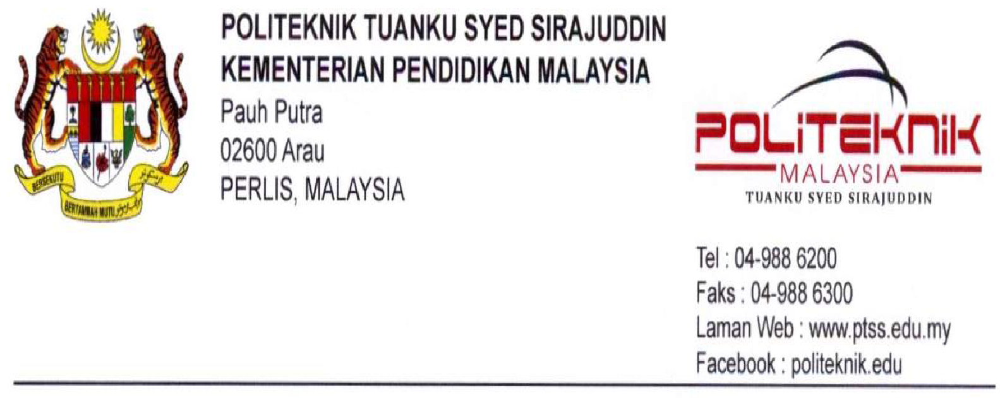 POLITEKNIK TUANKU SYED SIRAJUDDIN
KEMENTERIAN PENDIDIKAN MALAYSIA
Pauh Putra
02600 Arau
PERLIS, MALAYSIA
BERSEKUTU
BERTAMBAH MUTU
POLiTEKNiK
MALAYSIA
TUANKU SYED SIRAJUDDIN
Tel : 04-988 6200
Faks : 04-988 6300
Laman Web : www.ptss.edu.my
Facebook : politeknik.edu